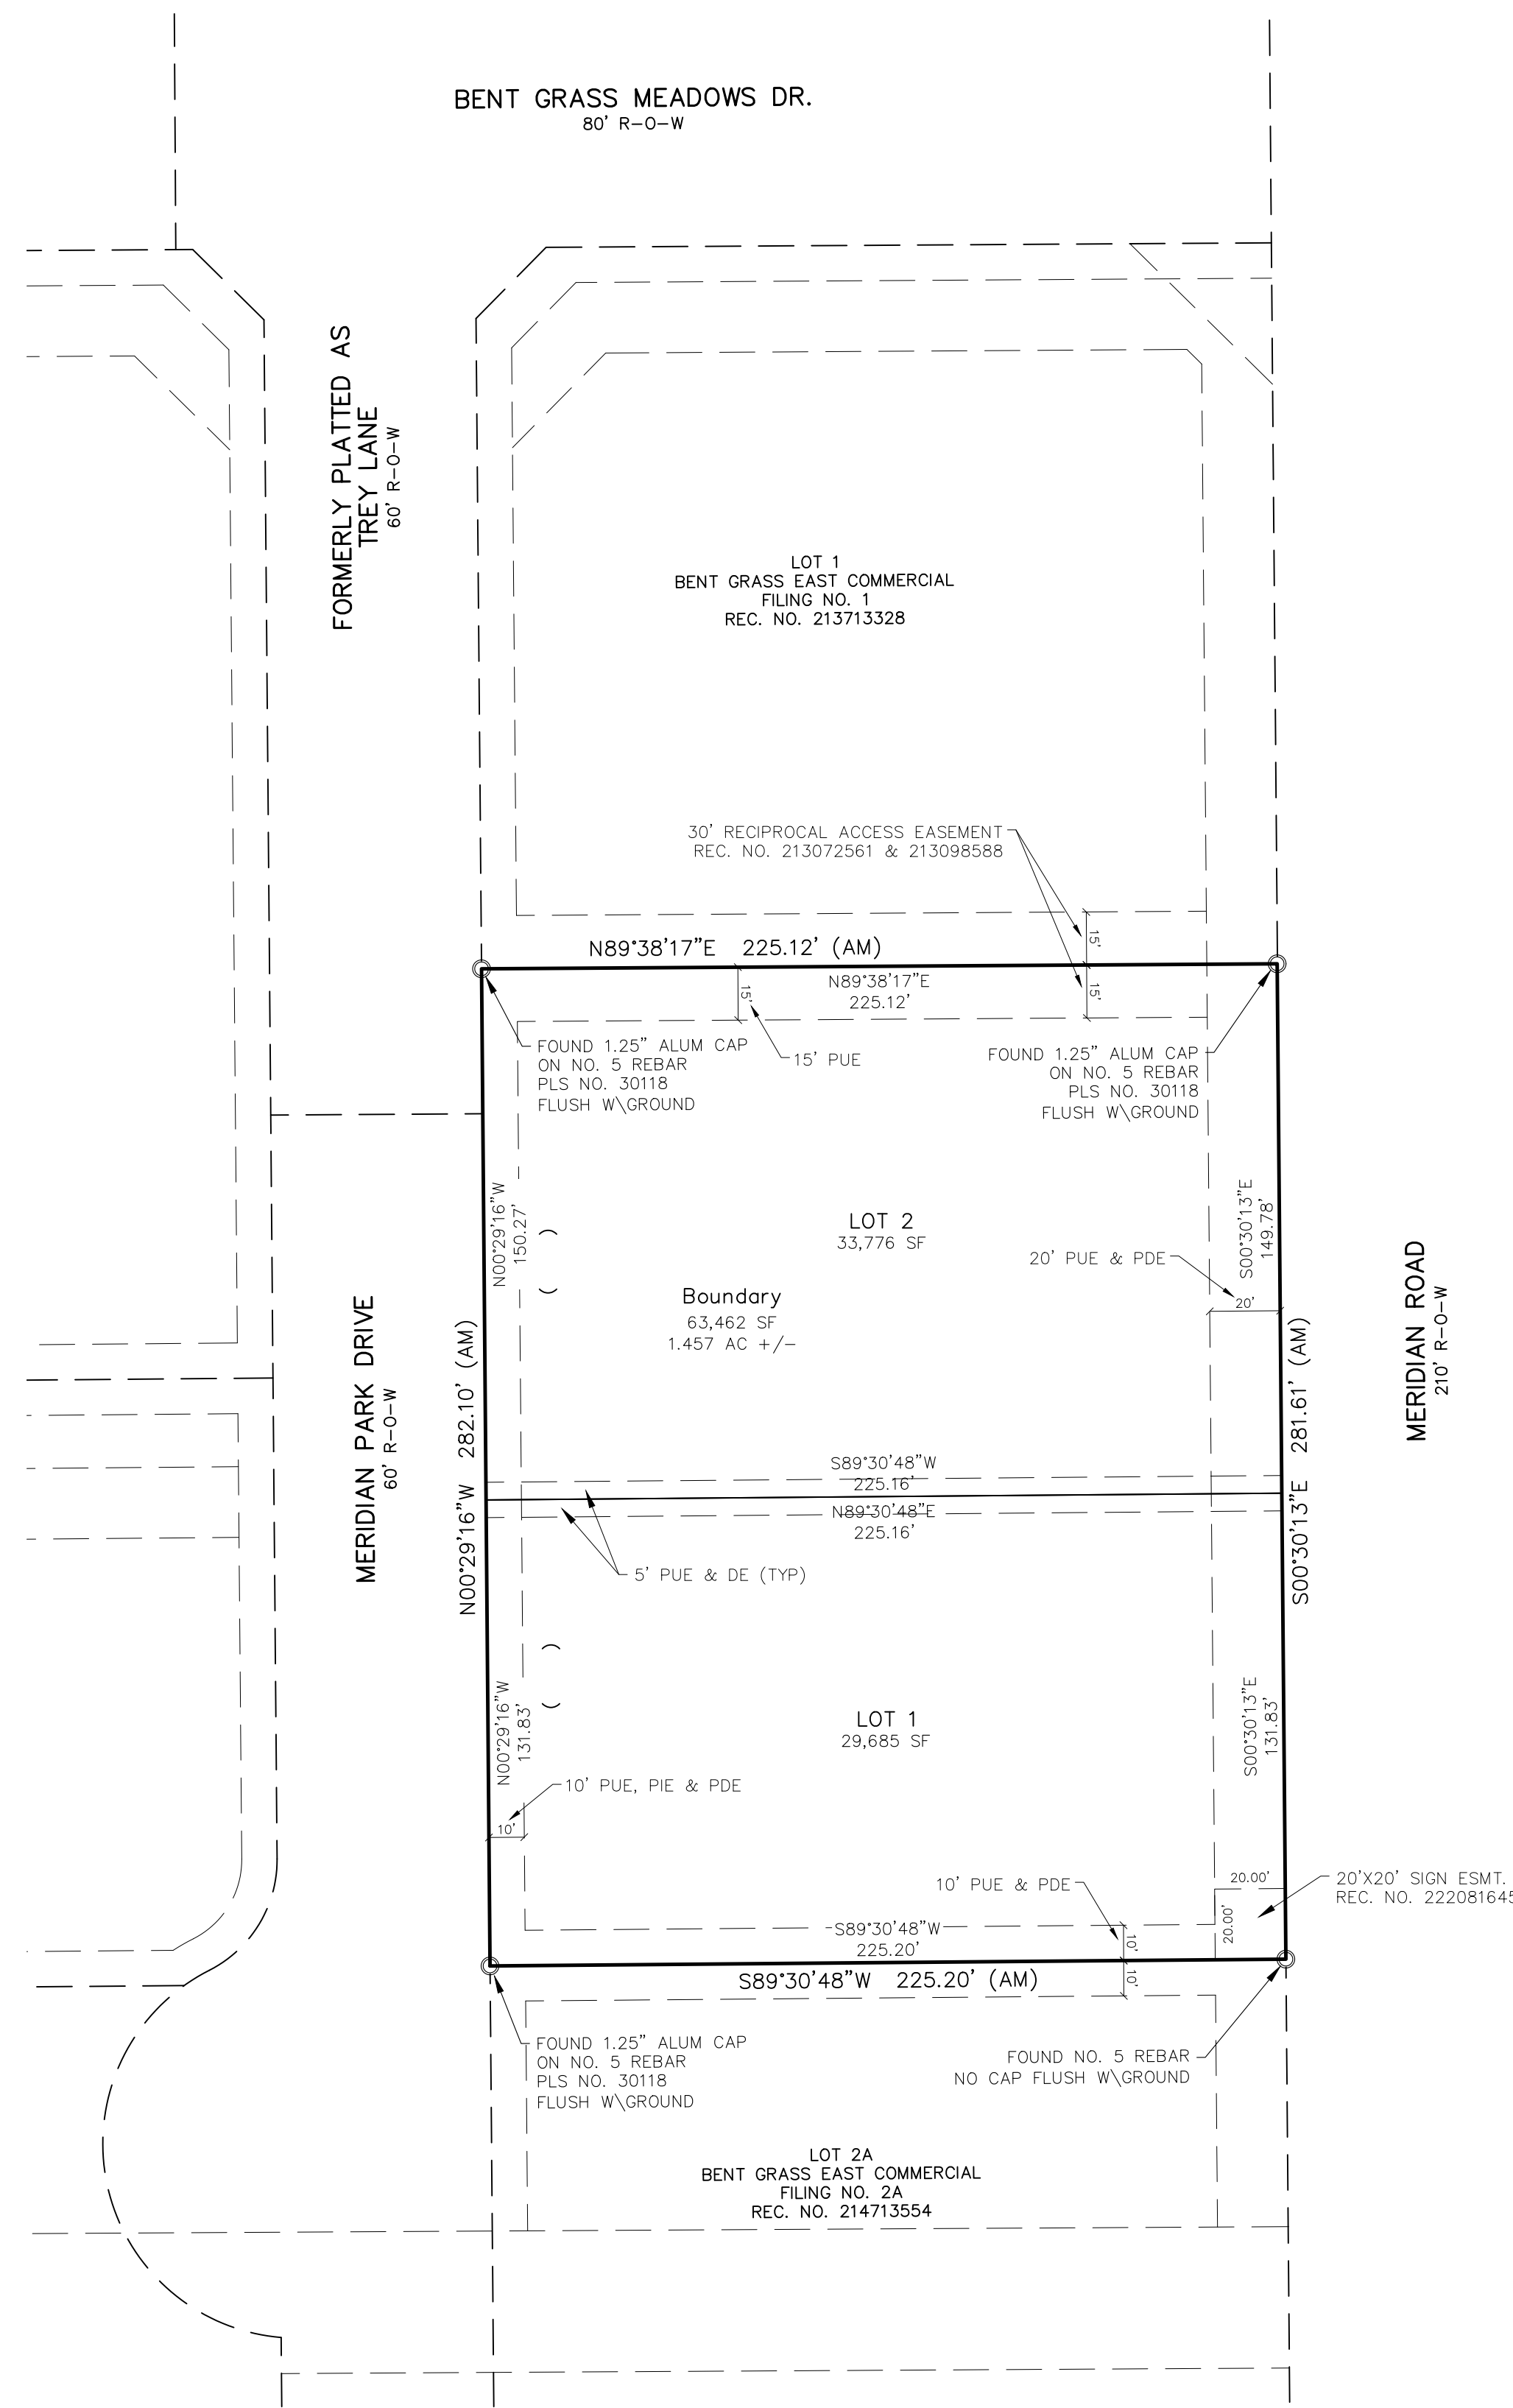 BENT GRASS MEADOWS DR.
80' R-O-W
FORMERLY PLATTED AS
TREY LANE
60' R-O-W
LOT 1
BENT GRASS EAST COMMERCIAL
FILING NO. 1
REC. NO. 213713328
30' RECIPROCAL ACCESS EASEMENT
REC. NO. 213072561 & 213098588
15'
N89°38'17"E 225.12' (AM)
N89°38'17"E
225.12'
15'
15'
15' PUE
FOUND 1.25" ALUM CAP
ON NO. 5 REBAR
PLS NO. 30118
FLUSH W\GROUND
FOUND 1.25" ALUM CAP
ON NO. 5 REBAR
PLS NO. 30118
FLUSH W\GROUND
N00°29'16"W
150.27'
( )
LOT 2
33,776 SF
S00°30'13"E
149.78'
20' PUE & PDE
20'
Boundary
63,462 SF
1.457 AC +/-
MERIDIAN PARK DRIVE
60' R-O-W
N00°29'16"W 282.10' (AM)
S00°30'13"E 281.61' (AM)
MERIDIAN ROAD
210' R-O-W
S89°30'48"W
225.16'
N89°30'48"E
225.16'
5' PUE & DE (TYP)
N00°29'16"W
131.83'
( )
LOT 1
29,685 SF
S00°30'13"E
131.83'
10' PUE, PIE & PDE
10'
10' PUE & PDE
20.00'
20.00'
20'X20' SIGN ESMT.
REC. NO. 222081645
S89°30'48"W
225.20'
10'
10'
S89°30'48"W 225.20' (AM)
FOUND 1.25" ALUM CAP
ON NO. 5 REBAR
PLS NO. 30118
FLUSH W\GROUND
FOUND NO. 5 REBAR
NO CAP FLUSH W\GROUND
LOT 2A
BENT GRASS EAST COMMERCIAL
FILING NO. 2A
REC. NO. 214713554